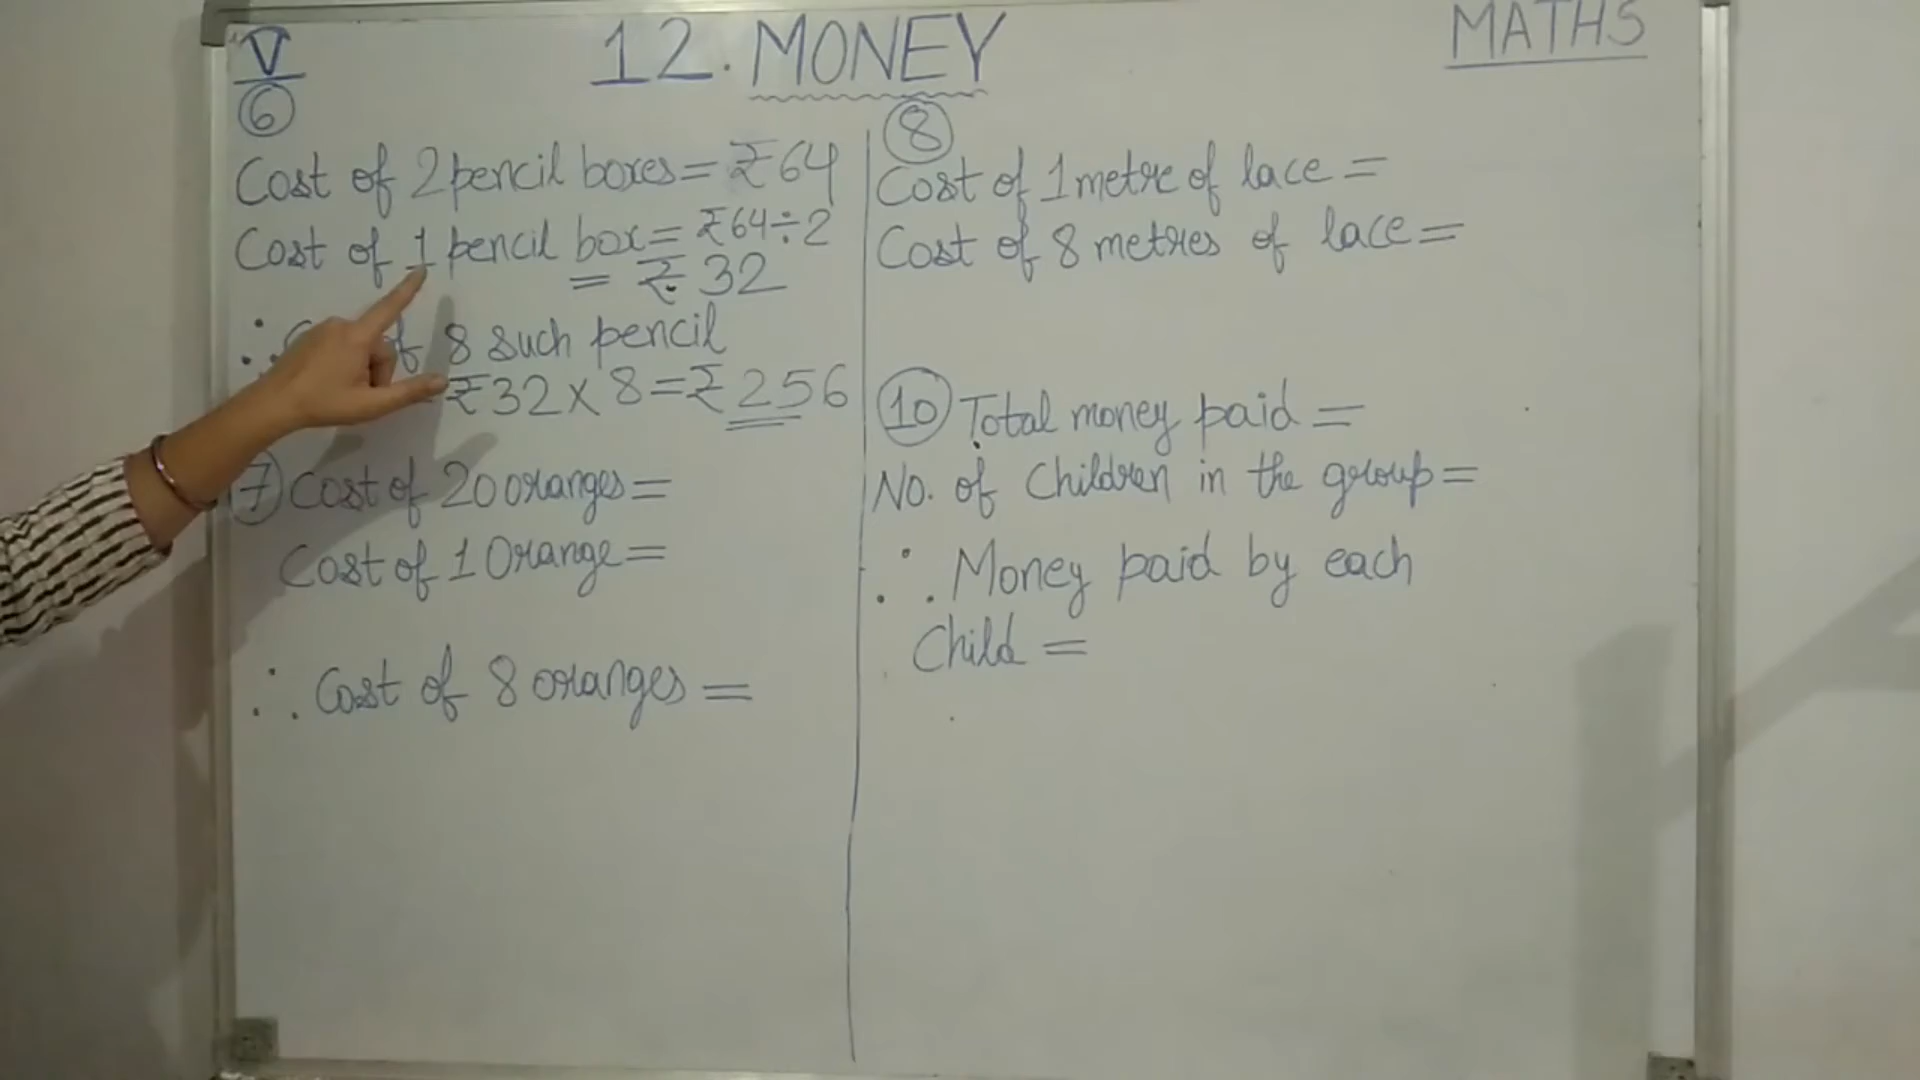 V
12. MONEY
MATHS
6
Cost of 2 pencil boxes = ₹64
Cost of 1 pencil box = ₹64÷2
= ₹ 32
∴ of 8 such pencil
= ₹32 x 8 = ₹256
7 Cost of 20 oranges =
Cost of 1 Orange =
∴ Cost of 8 oranges =
8
Cost of 1 metre of lace =
Cost of 8 metres of lace =
10 Total money paid =
No. of Children in the group =
∴ Money paid by each
Child =